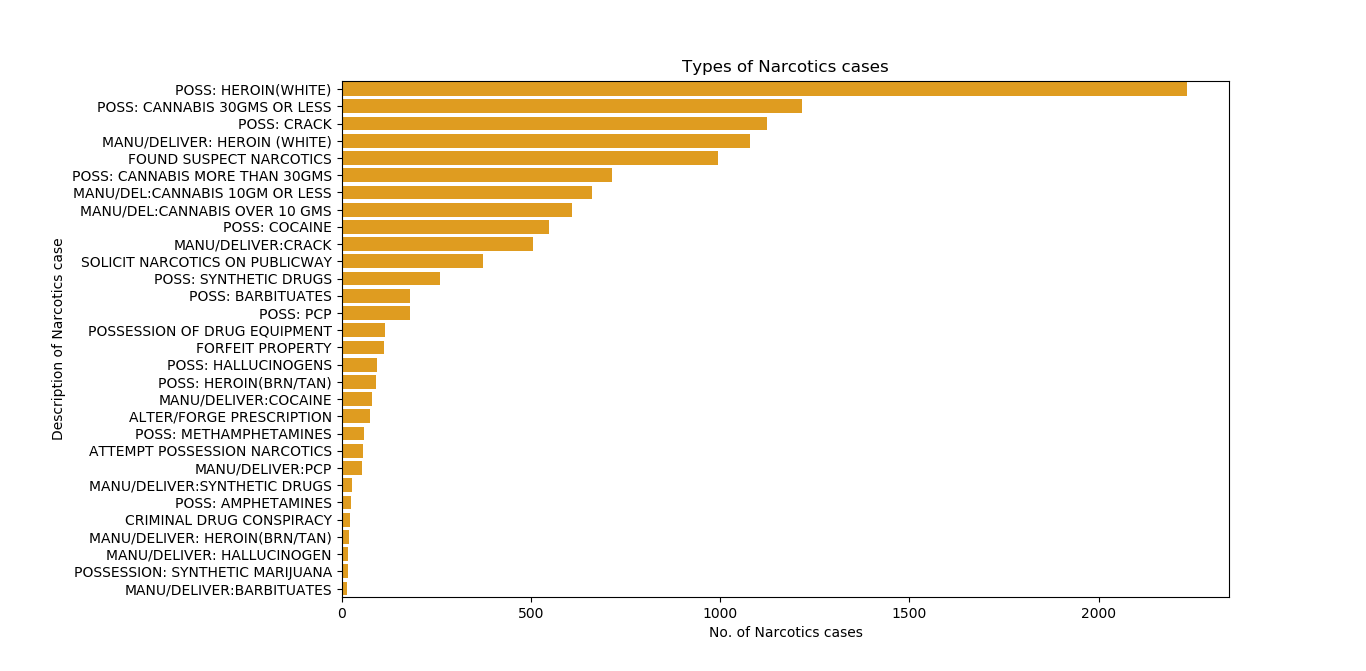 Types of Narcotics cases
Description of Narcotics case
POSS: HEROIN(WHITE)
POSS: CANNABIS 30GMS OR LESS
POSS: CRACK
MANU/DELIVER: HEROIN (WHITE)
FOUND SUSPECT NARCOTICS
POSS: CANNABIS MORE THAN 30GMS
MANU/DEL:CANNABIS 10GM OR LESS
MANU/DEL:CANNABIS OVER 10 GMS
POSS: COCAINE
MANU/DELIVER:CRACK
SOLICIT NARCOTICS ON PUBLICWAY
POSS: SYNTHETIC DRUGS
POSS: BARBITUATES
POSS: PCP
POSSESSION OF DRUG EQUIPMENT
FORFEIT PROPERTY
POSS: HALLUCINOGENS
POSS: HEROIN(BRN/TAN)
MANU/DELIVER:COCAINE
ALTER/FORGE PRESCRIPTION
POSS: METHAMPHETAMINES
ATTEMPT POSSESSION NARCOTICS
MANU/DELIVER:PCP
MANU/DELIVER:SYNTHETIC DRUGS
POSS: AMPHETAMINES
CRIMINAL DRUG CONSPIRACY
MANU/DELIVER: HEROIN(BRN/TAN)
MANU/DELIVER: HALLUCINOGEN
POSSESSION: SYNTHETIC MARIJUANA
MANU/DELIVER:BARBITUATES
0 500 1000 1500 2000
No. of Narcotics cases